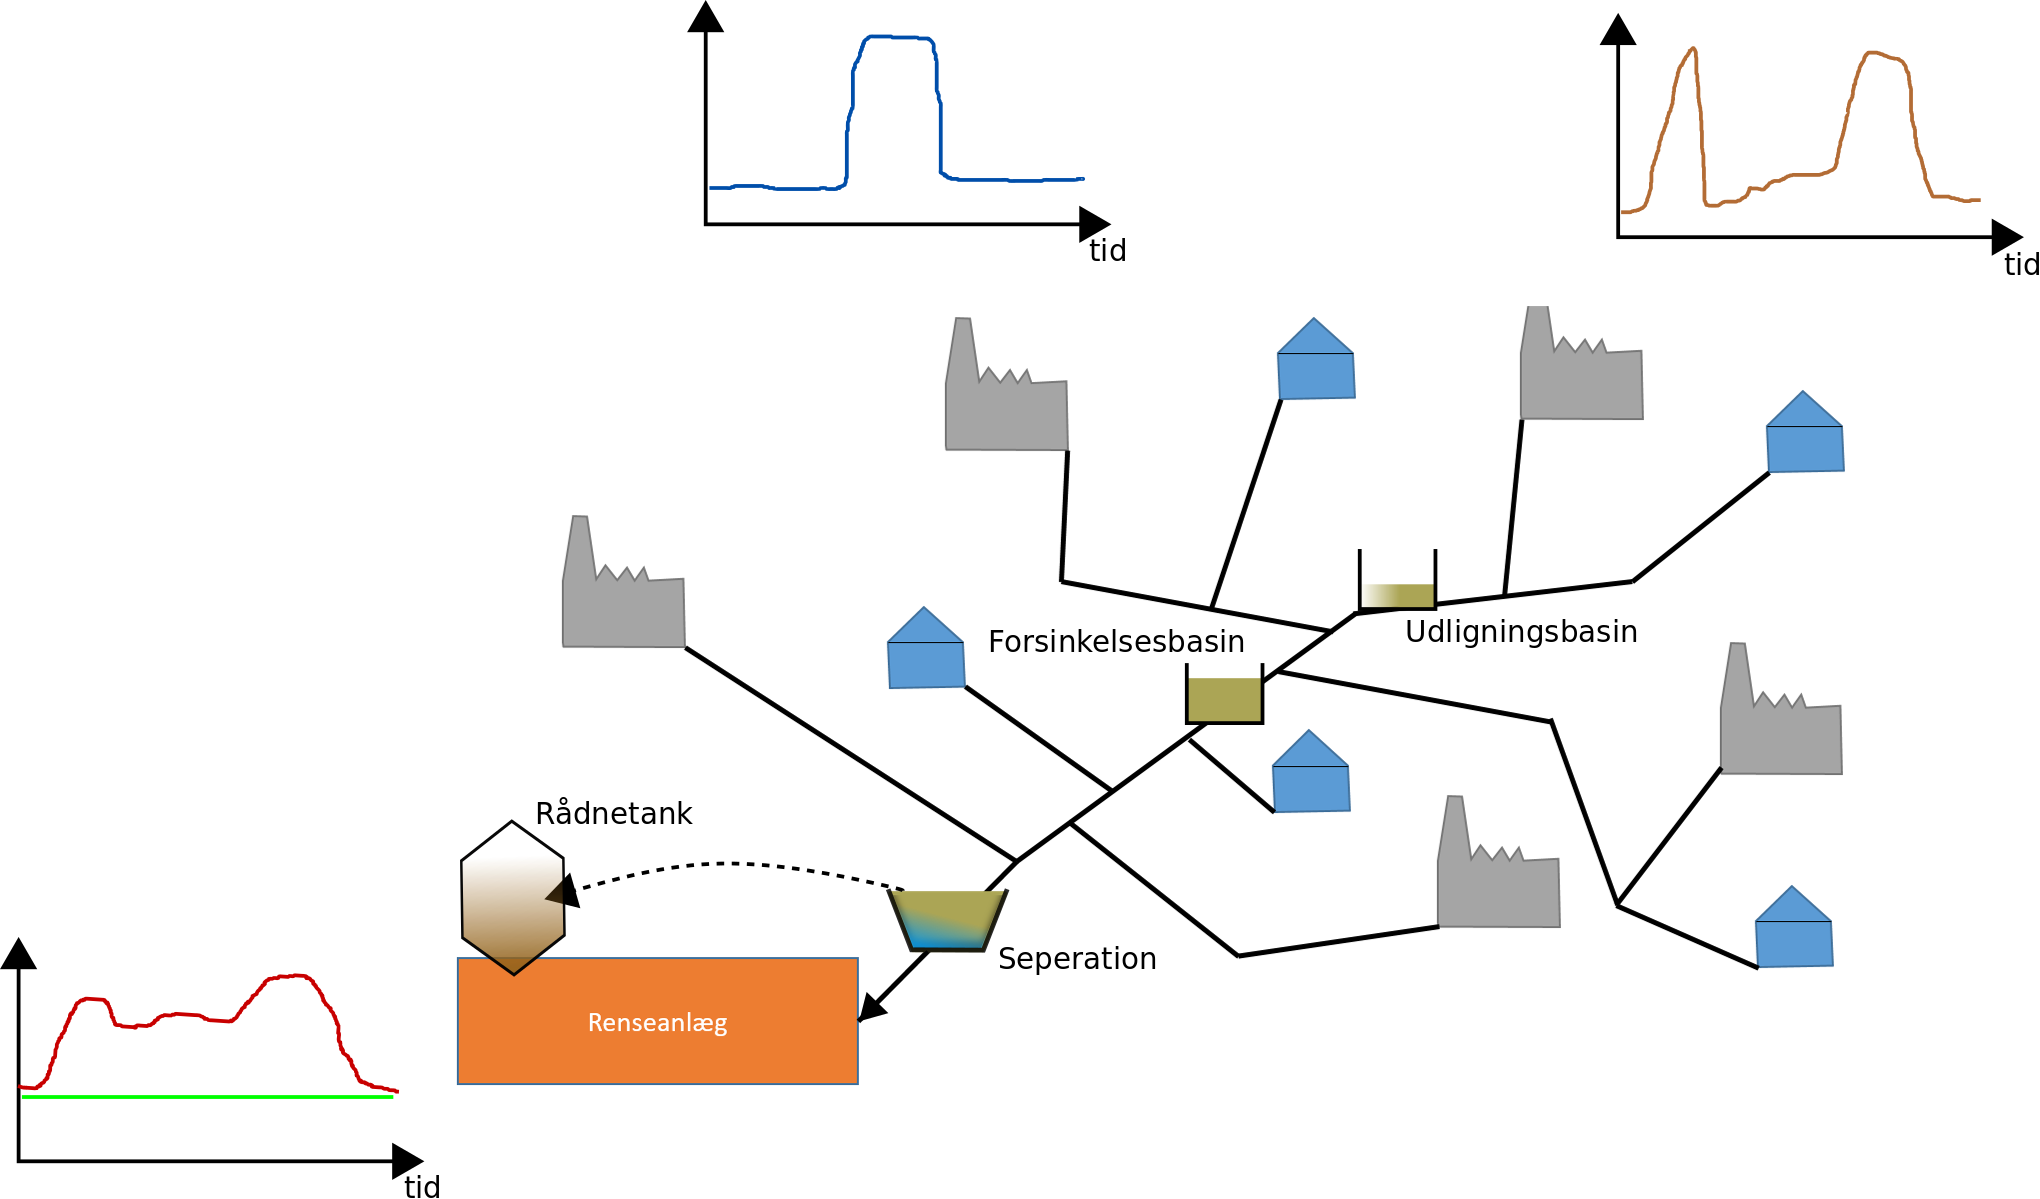 tid
tid
Forsinkelsesbasin
Udligningsbasin
Rådnetank
Seperation
Renseanlæg
tid